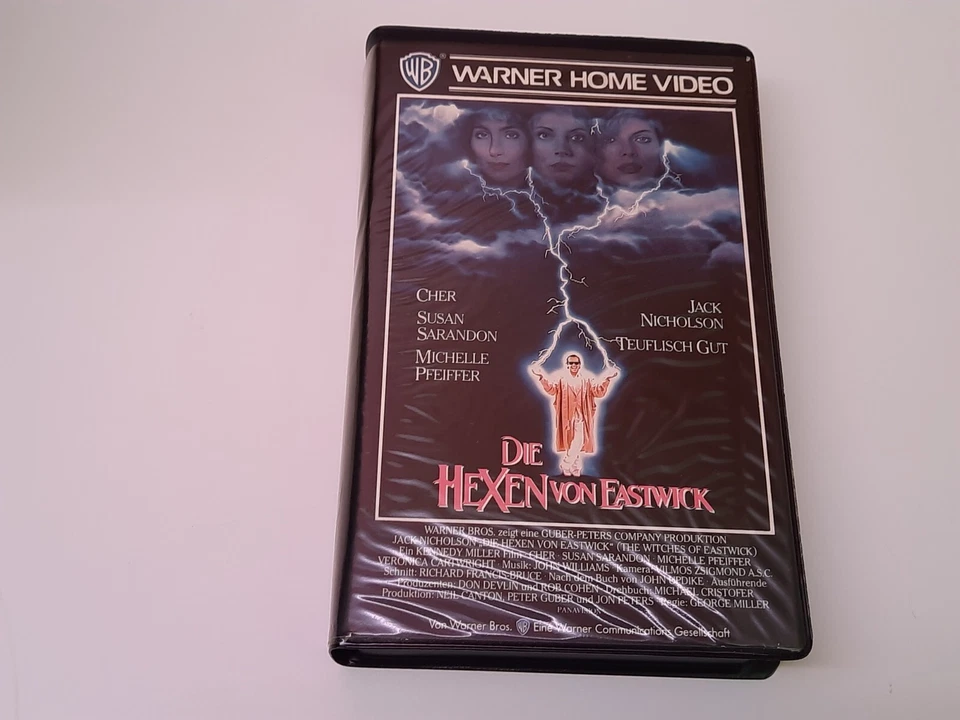 WB ® WARNER HOME VIDEO
CHER
SUSAN
SARANDON
MICHELLE
PFEIFFER
JACK
NICHOLSON
TEUFLISCH GUT
DIE
HEXEN VON EASTWICK
WARNER BROS. zeigt eine GUBER-PETERS COMPANY PRODUKTION
JACK NICHOLSON „DIE HEXEN VON EASTWICK“ (THE WITCHES OF EASTWICK)
Ein KENNEDY MILLER Film · CHER · SUSAN SARANDON · MICHELLE PFEIFFER
VERONICA CARTWRIGHT · Musik: JOHN WILLIAMS · Kamera: VILMOS ZSIGMOND A.S.C.
Schnitt: RICHARD FRANCIS-BRUCE · Nach dem Buch von JOHN UPDIKE · Ausführende
Produzenten: DON DEVLIN und ROB COHEN · Drehbuch: MICHAEL CRISTOFER
Produktion: NEIL CANTON, PETER GUBER und JON PETERS · Regie: GEORGE MILLER
PANAVISION
Von Warner Bros. WB Eine Warner Communications Gesellschaft